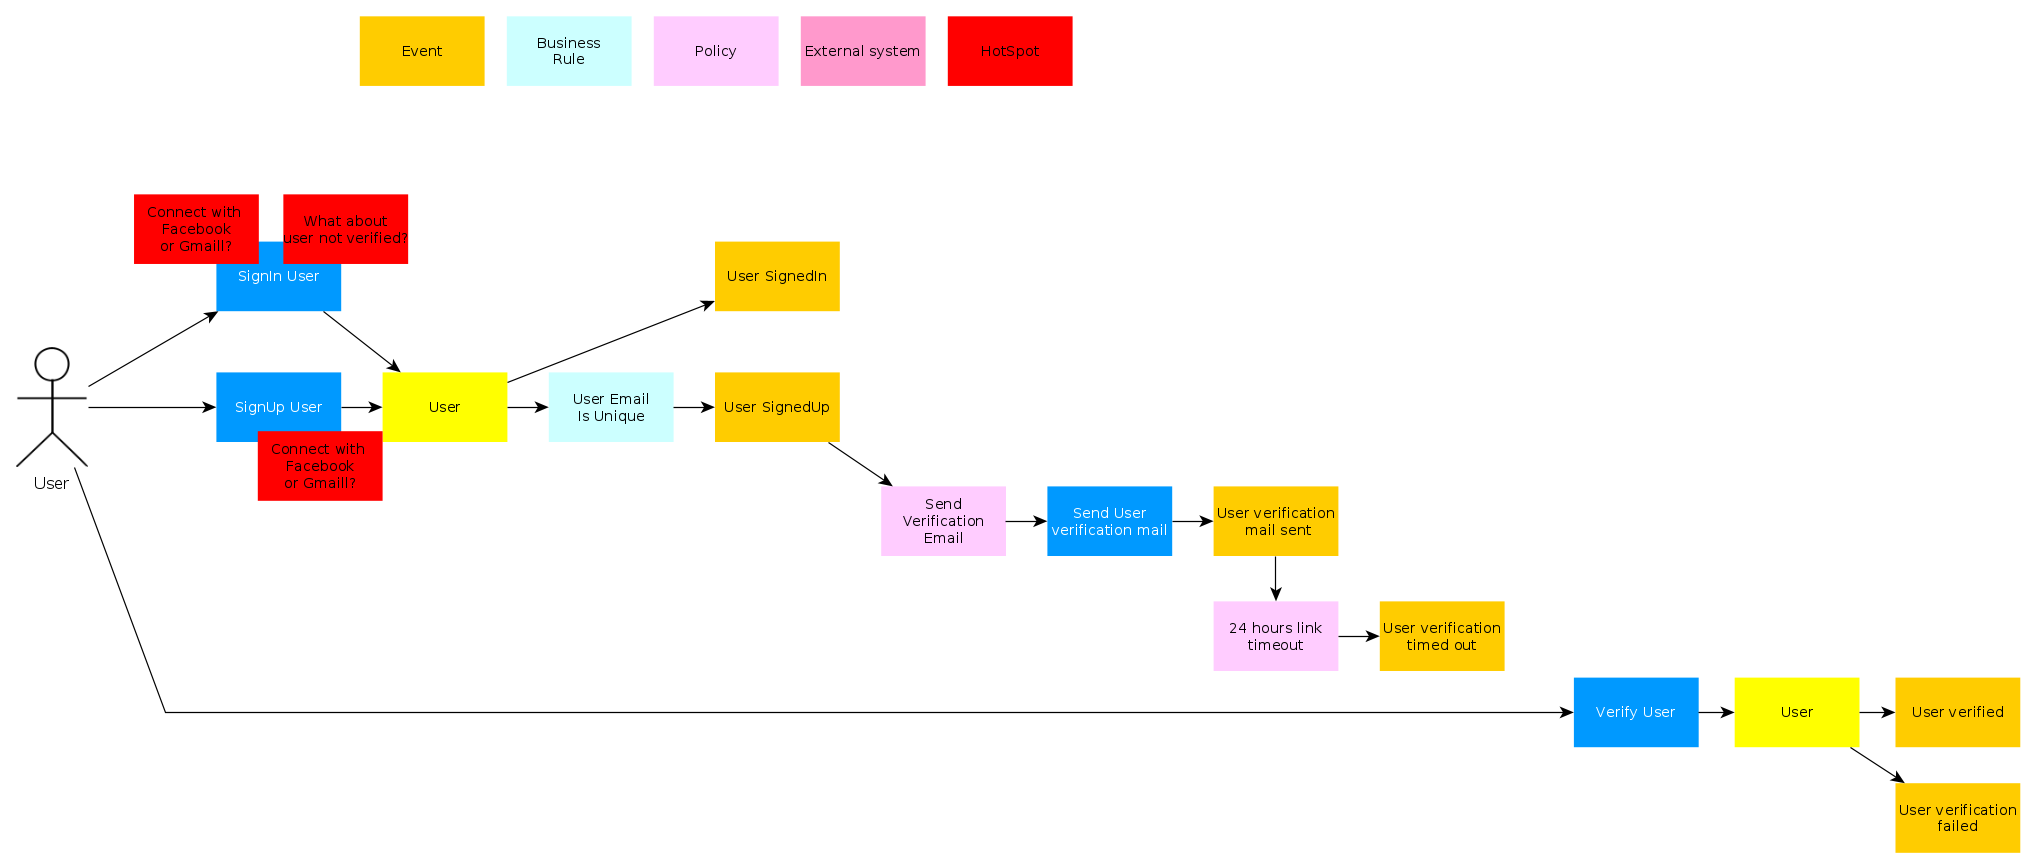 Event
Business
Rule
Policy
External system
HotSpot
Connect with
Facebook
or Gmaill?
What about
user not verified?
SignIn User
User SignedIn
SignUp User
User
User Email
Is Unique
User SignedUp
Connect with
Facebook
or Gmaill?
User
Send
Verification
Email
Send User
verification mail
User verification
mail sent
24 hours link
timeout
User verification
timed out
Verify User
User
User verified
User verification
failed